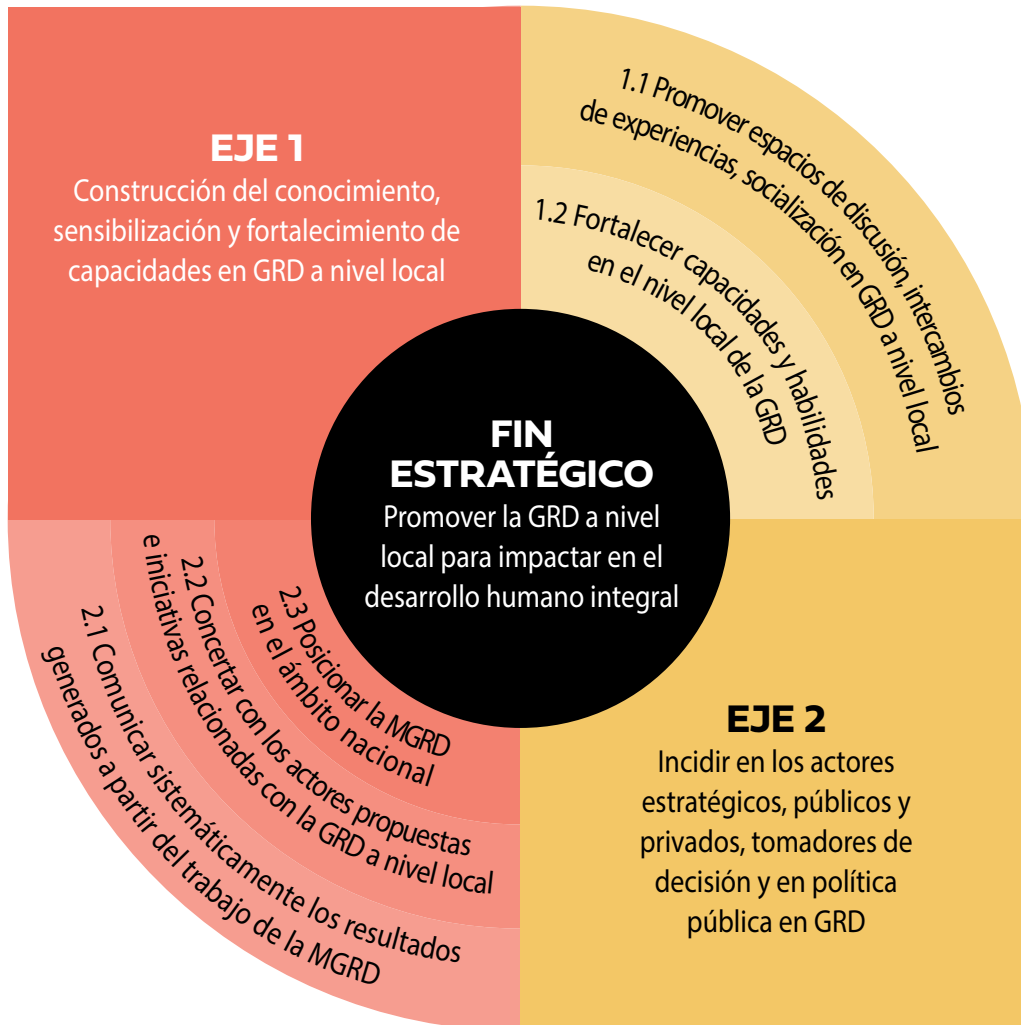 EJE 1
Construcción del conocimiento,
sensibilización y fortalecimiento de
capacidades en GRD a nivel local
1.1 Promover espacios de discusión, intercambios
de experiencias, socialización en GRD a nivel local
1.2 Fortalecer capacidades y habilidades
en el nivel local de la GRD
FIN
ESTRATÉGICO
Promover la GRD a nivel
local para impactar en el
desarrollo humano integral
2.3 Posicionar la MGRD
en el ámbito nacional
2.2 Concertar con los actores propuestas
e iniciativas relacionadas con la GRD a nivel local
2.1 Comunicar sistemáticamente los resultados
generados a partir del trabajo de la MGRD
EJE 2
Incidir en los actores
estratégicos, públicos y
privados, tomadores de
decisión y en política
pública en GRD